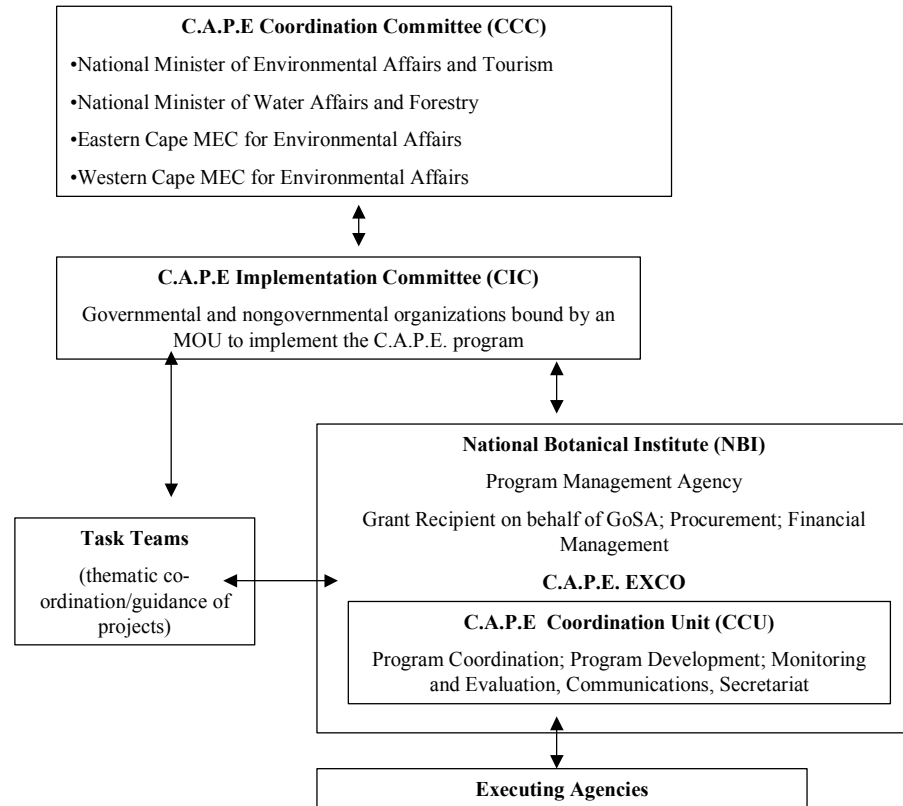 C.A.P.E Coordination Committee (CCC)
•National Minister of Environmental Affairs and Tourism
•National Minister of Water Affairs and Forestry
•Eastern Cape MEC for Environmental Affairs
•Western Cape MEC for Environmental Affairs
C.A.P.E Implementation Committee (CIC)
Governmental and nongovernmental organizations bound by an
MOU to implement the C.A.P.E. program
National Botanical Institute (NBI)
Program Management Agency
Grant Recipient on behalf of GoSA; Procurement; Financial
Management
Task Teams
(thematic co-
ordination/guidance of
projects)
C.A.P.E. EXCO
C.A.P.E  Coordination Unit (CCU)
Program Coordination; Program Development; Monitoring
and Evaluation, Communications, Secretariat
Executing Agencies